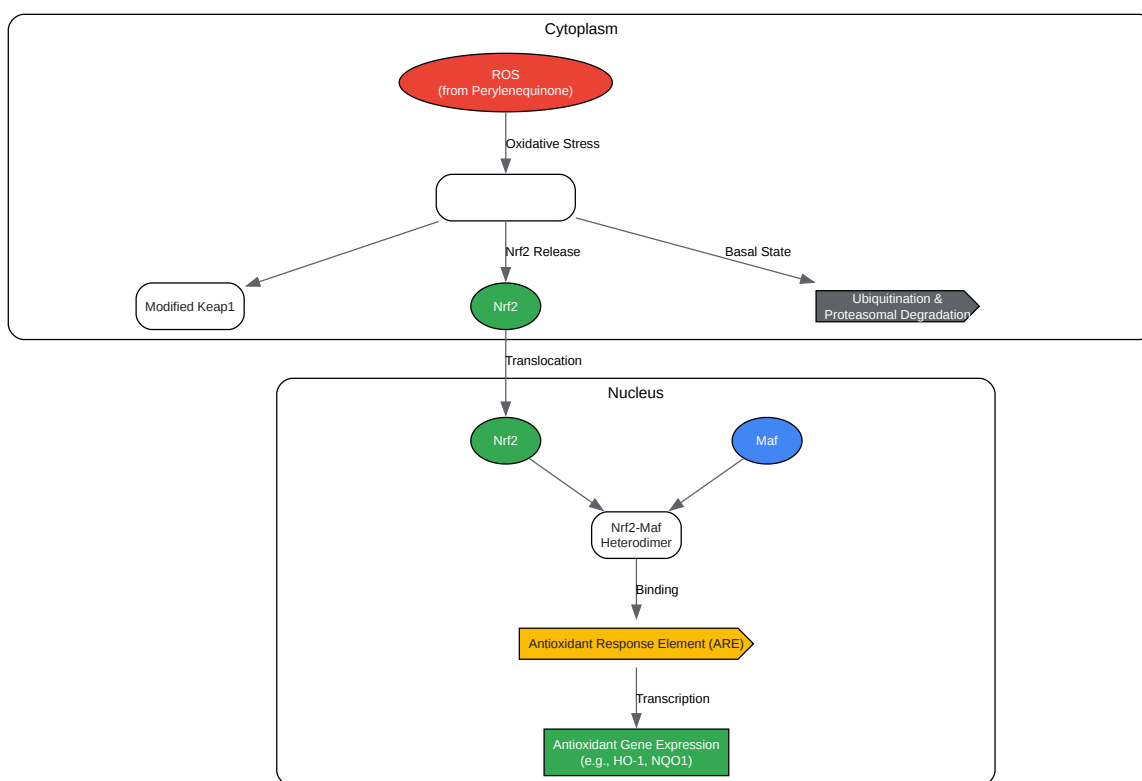 Cytoplasm
ROS
(from Perylenequinone)
Oxidative Stress
Nrf2 Release
Basal State
Modified Keap1
Nrf2
Ubiquitination &
Proteasomal Degradation
Translocation
Nucleus
Nrf2
Maf
Nrf2-Maf
Heterodimer
Binding
Antioxidant Response Element (ARE)
Transcription
Antioxidant Gene Expression
(e.g., HO-1, NQO1)